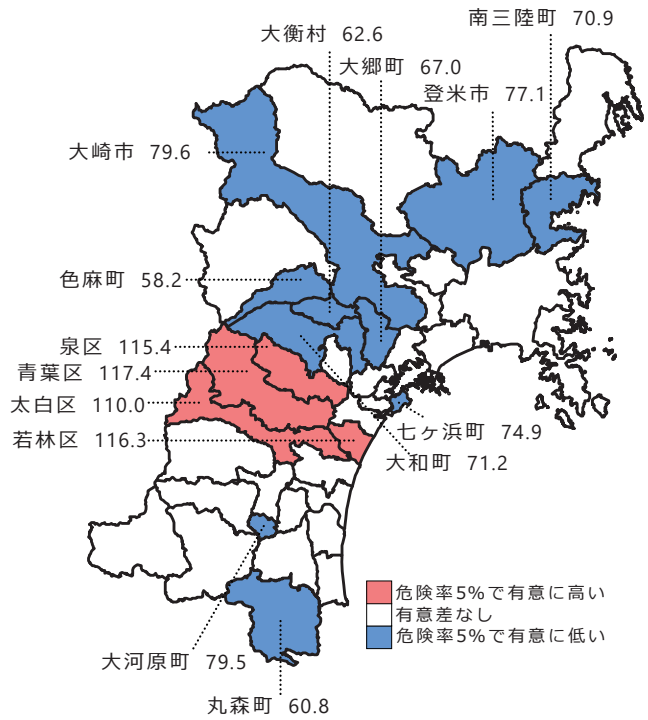 南三陸町 70.9
大衡村 62.6
大郷町 67.0
登米市 77.1
大崎市 79.6
色麻町 58.2
泉区 115.4
青葉区 117.4
太白区 110.0
若林区 116.3
七ヶ浜町 74.9
大和町 71.2
危険率5%で有意に高い
有意差なし
危険率5%で有意に低い
大河原町 79.5
丸森町 60.8